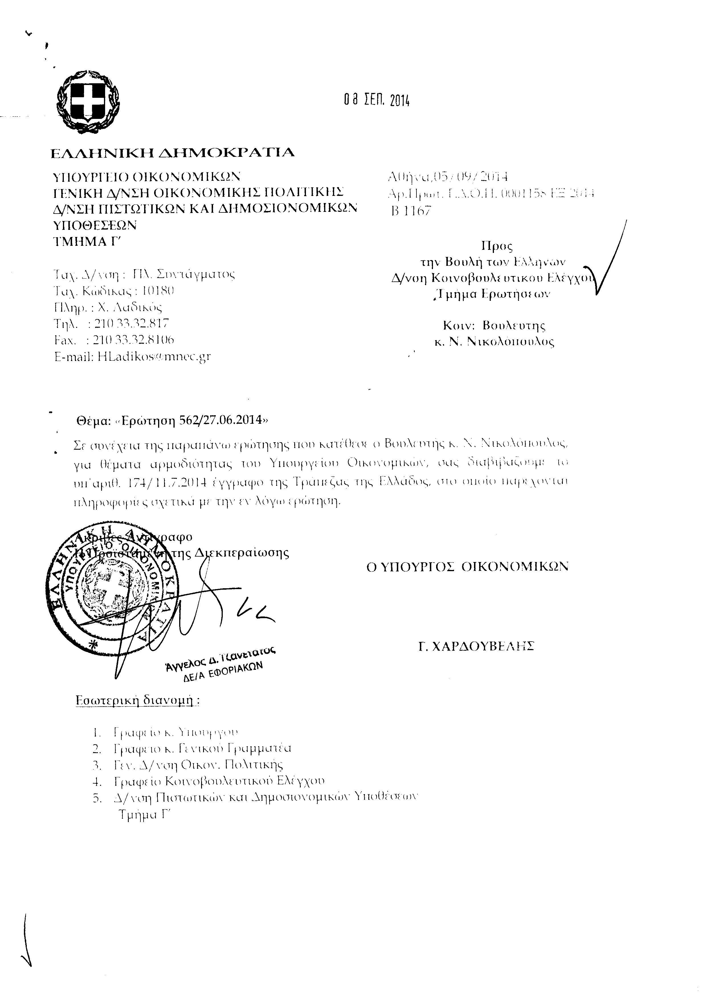 08 ΣΕΠ. 2014
ΕΛΛΗΝΙΚΗ ΔΗΜΟΚΡΑΤΙΑ
ΥΠΟΥΡΓΕΙΟ ΟΙΚΟΝΟΜΙΚΩΝ
ΓΕΝΙΚΗ Δ/ΝΣΗ ΟΙΚΟΝΟΜΙΚΗΣ ΠΟΛΙΤΙΚΗΣ
Δ/ΝΣΗ ΠΙΣΤΩΤΙΚΩΝ ΚΑΙ ΔΗΜΟΣΙΟΝΟΜΙΚΩΝ
ΥΠΟΘΕΣΕΩΝ
ΤΜΗΜΑ Γ'
Ταχ. Δ/νση : Πλ. Συντάγματος
Ταχ. Κώδικας : 10180
Πληρ. : Χ. Λαδικός
Τηλ. : 210 33.32.817
Fax. : 210 33.32.8106
E-mail: HLadikos@mnec.gr
Αθήνα,05/09/2014
Αρ.Πρωτ. Γ.Δ.Ο.Π. 0001158 ΕΞ 2014
Β 1167
Προς
την Βουλή των Ελλήνων
Δ/νση Κοινοβουλευτικού Ελέγχου
Τμήμα Ερωτήσεων
Κοιν: Βουλευτης
κ. Ν. Νικολόπουλος
Θέμα: «Ερώτηση 562/27.06.2014»
Σε συνέχεια της παραπάνω ερώτησης που κατέθεσε ο Βουλευτής κ. Ν. Νικολόπουλος,
για θέματα αρμοδιότητας του Υπουργείου Οικονομικών, σας διαβιβάζουμε το
υπ'αριθ. 174/11.7.2014 έγγραφο της Τράπεζας της Ελλάδος, στο οποίο παρέχονται
πληροφορίες σχετικά με την εν λόγω ερώτηση.
Ακριβές Αντίγραφο
Η Προϊσταμένη της Διεκπεραίωσης
ΕΛΛΗΝΙΚΗ ΔΗΜΟΚΡΑΤΙΑ
ΥΠΟΥΡΓΕΙΟ ΟΙΚΟΝΟΜΙΚΩΝ
Ο ΥΠΟΥΡΓΟΣ ΟΙΚΟΝΟΜΙΚΩΝ
Γ. ΧΑΡΔΟΥΒΕΛΗΣ
Άγγελος Δ. Τζανετάτος
ΔΕ/Α ΕΦΟΡΙΑΚΩΝ
Εσωτερική διανομή :
1. Γραφείο κ. Υπουργού
2. Γραφείο κ. Γενικού Γραμματέα
3. Γεν. Δ/νση Οικον. Πολιτικής
4. Γραφείο Κοινοβουλευτικού Ελέγχου
5. Δ/νση Πιστωτικών και Δημοσιονομικών Υποθέσεων
Τμήμα Γ'